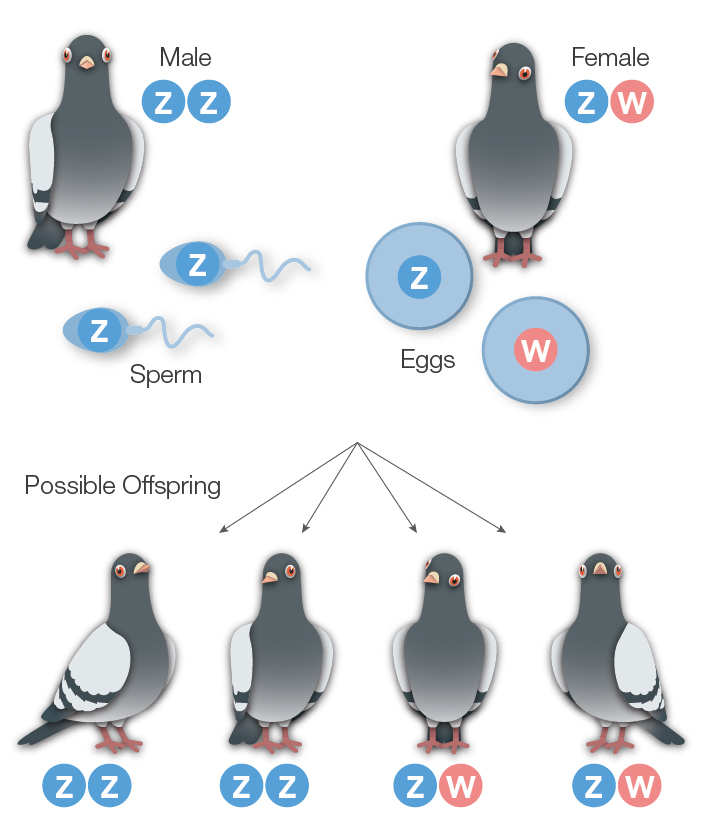 Male
Z Z
Female
Z W
Z
Z
Sperm
Z
W
Eggs
Possible Offspring
Z Z
Z Z
Z W
Z W